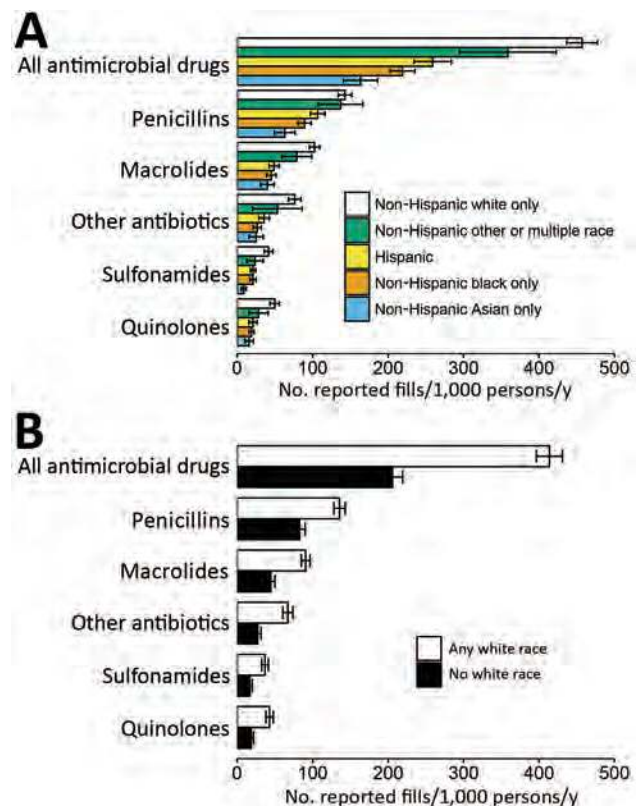 A
All antimicrobial drugs
Penicillins
Macrolides
Other antibiotics
Sulfonamides
Quinolones
Non-Hispanic white only
Non-Hispanic other or multiple race
Hispanic
Non-Hispanic black only
Non-Hispanic Asian only
0 100 200 300 400 500
No. reported fills/1,000 persons/y
B
All antimicrobial drugs
Penicillins
Macrolides
Other antibiotics
Sulfonamides
Quinolones
Any white race
No white race
0 100 200 300 400 500
No. reported fills/1,000 persons/y